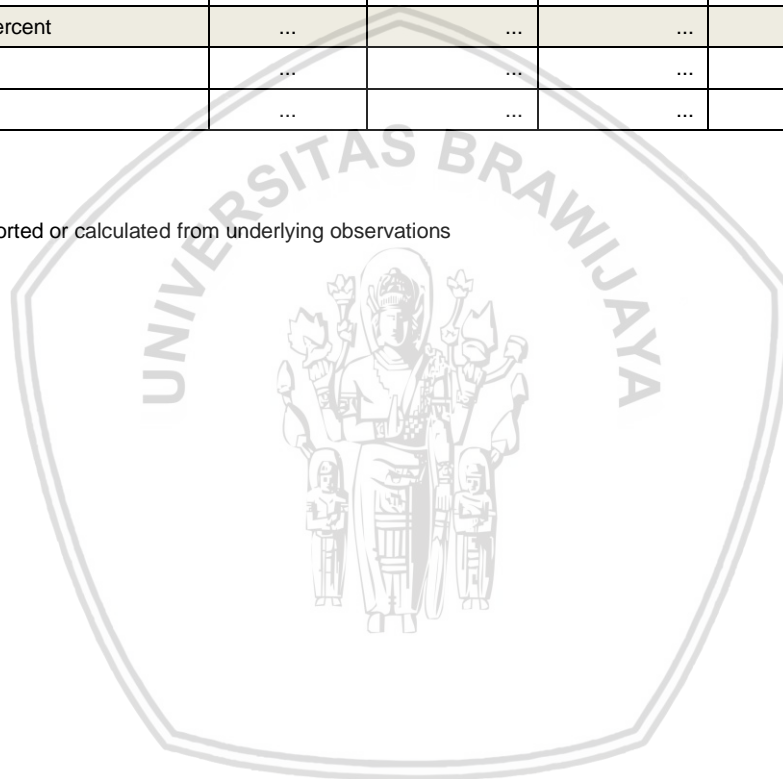 ercent ... ... ...
... ... ...
... ... ...
orted or calculated from underlying observations
UNIVERSITAS BRAWIJAYA